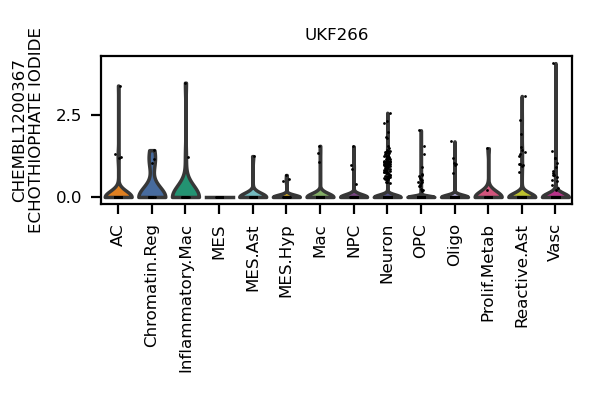 UKF266
CHEMBL1200367
ECHOTHIOPHATE IODIDE
2.5
0.0
AC
Chromatin.Reg
Inflammatory.Mac
MES
MES.Ast
MES.Hyp
Mac
NPC
Neuron
OPC
Oligo
Prolif.Metab
Reactive.Ast
Vasc